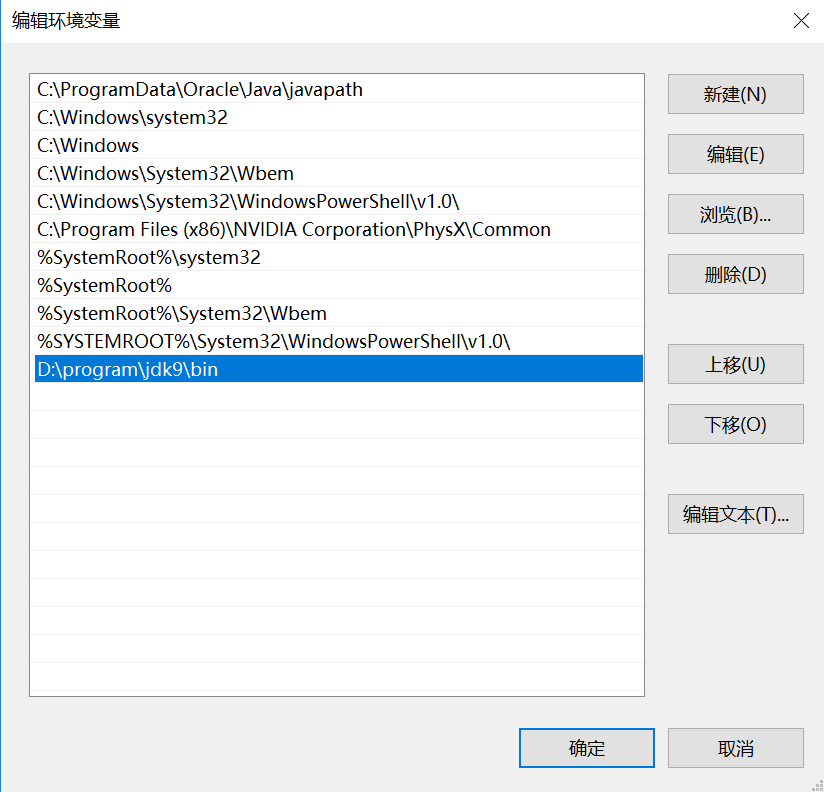 编辑环境变量
C:\ProgramData\Oracle\Java\javapath
C:\Windows\system32
C:\Windows
C:\Windows\System32\Wbem
C:\Windows\System32\WindowsPowerShell\v1.0\
C:\Program Files (x86)\NVIDIA Corporation\PhysX\Common
%SystemRoot%\system32
%SystemRoot%
%SystemRoot%\System32\Wbem
%SYSTEMROOT%\System32\WindowsPowerShell\v1.0\
D:\program\jdk9\bin
新建(N)
编辑(E)
浏览(B)...
删除(D)
上移(U)
下移(O)
编辑文本(T)...
确定
取消